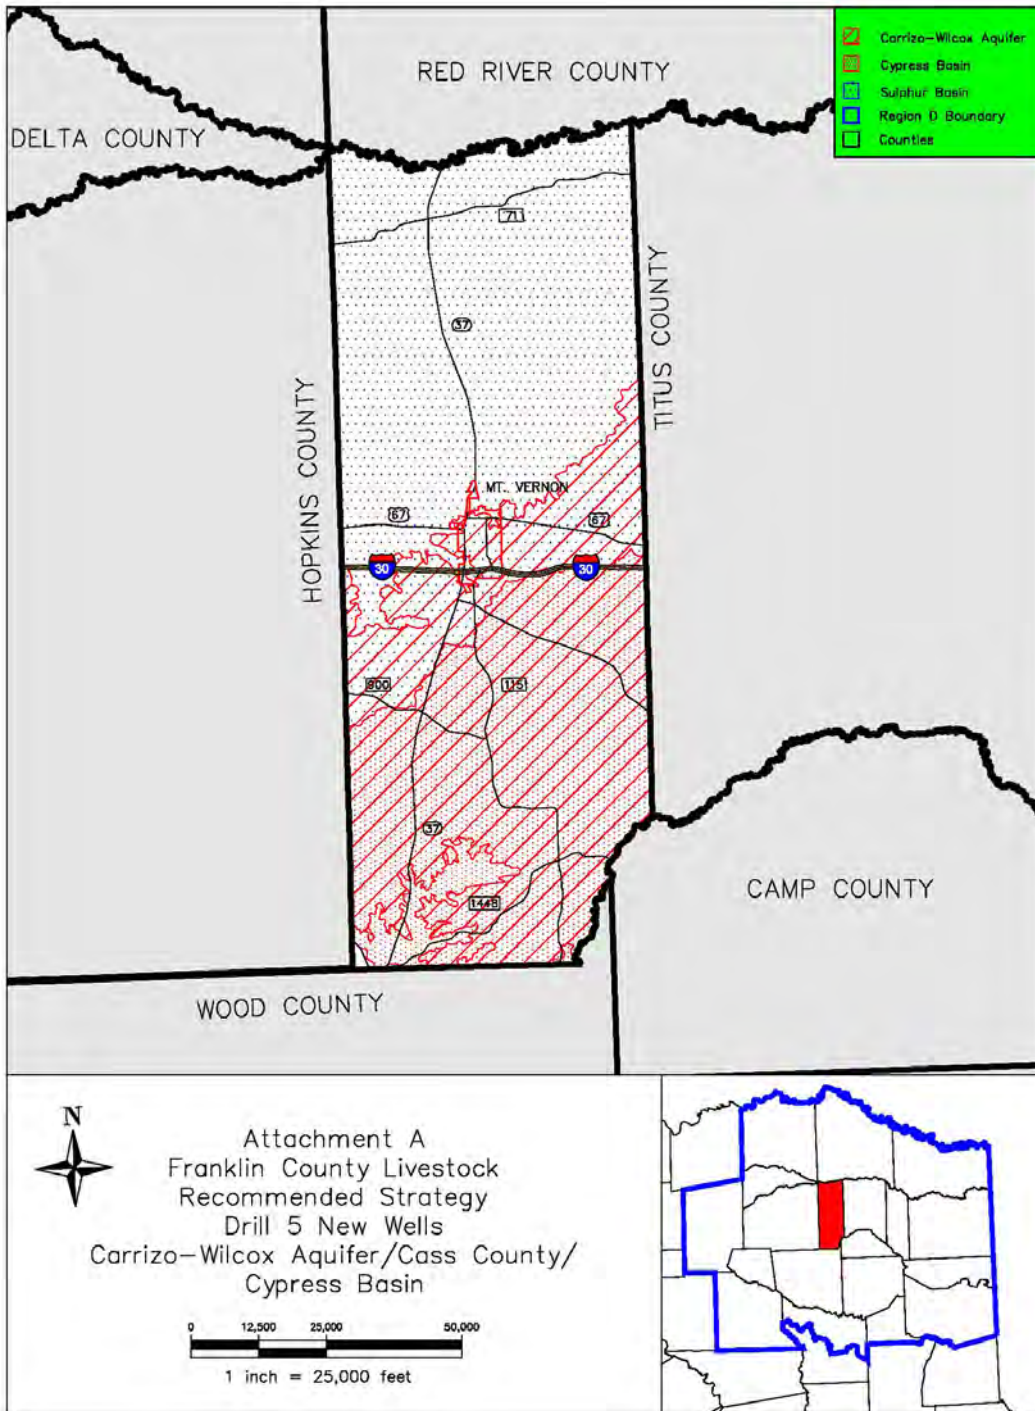 Carrizo-Wilcox Aquifer
Cypress Basin
Sulphur Basin
Region D Boundary
Counties
RED RIVER COUNTY
DELTA COUNTY
71
TITUS COUNTY
37
HOPKINS COUNTY
MT. VERNON
67
67
30
30
900
115
37
1448
CAMP COUNTY
WOOD COUNTY
N
Attachment A
Franklin County Livestock
Recommended Strategy
Drill 5 New Wells
Carrizo-Wilcox Aquifer/Cass County/
Cypress Basin
0 12,500 25,000 50,000
1 inch = 25,000 feet